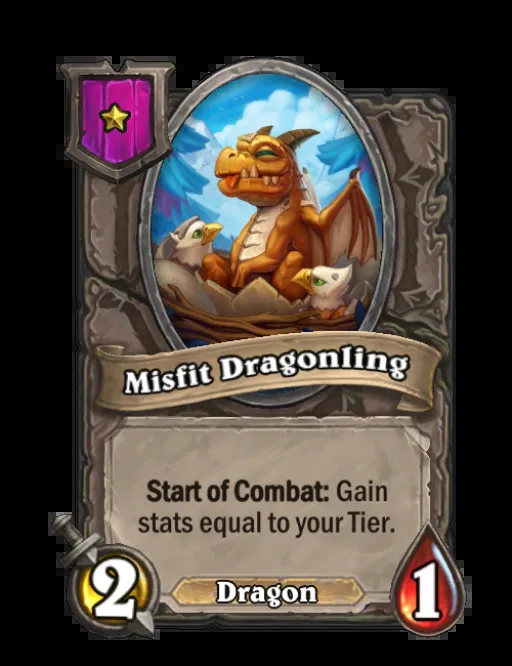 Misfit Dragonling
Start of Combat: Gain
stats equal to your Tier.
2
Dragon
1